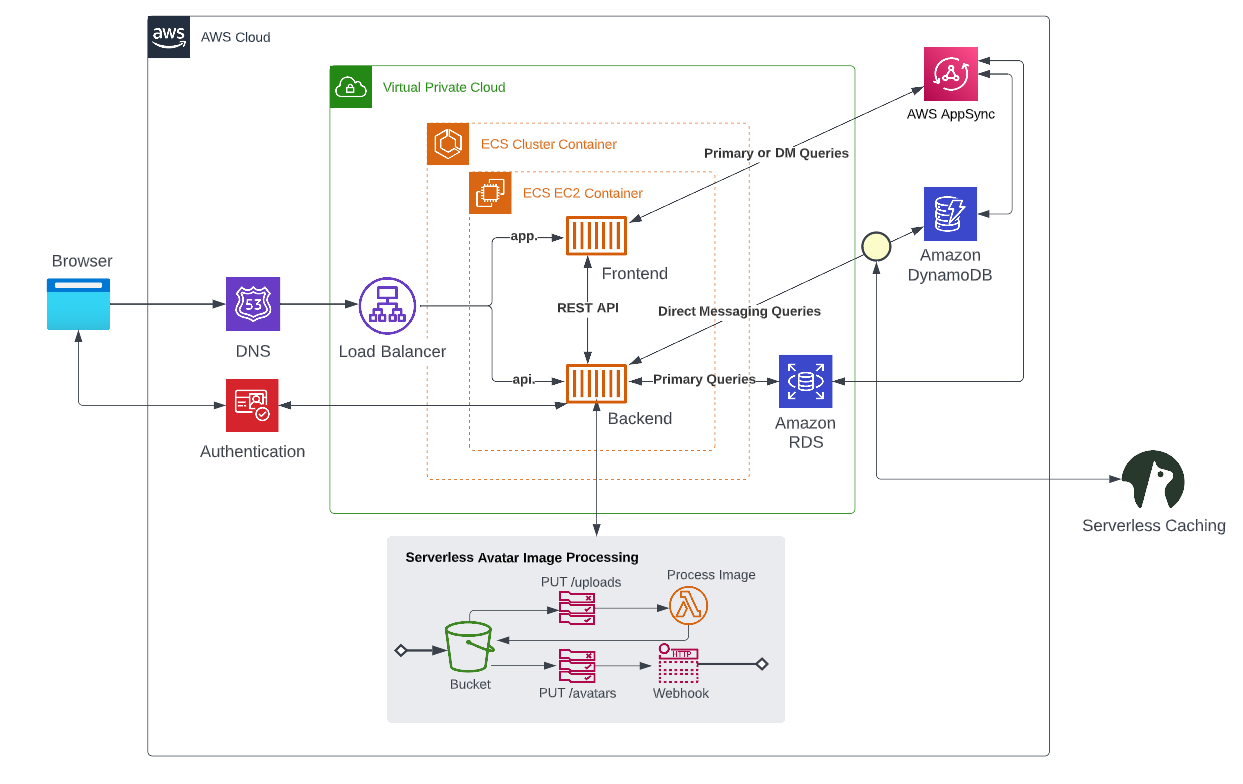 aws
AWS Cloud
Virtual Private Cloud
AWS AppSync
ECS Cluster Container
Primary or DM Queries
ECS EC2 Container
app.
Frontend
Amazon
DynamoDB
Browser
53
DNS
Load Balancer
REST API
Direct Messaging Queries
api.
Primary Queries
Backend
Amazon
RDS
Authentication
Serverless Caching
Serverless Avatar Image Processing
PUT /uploads
Process Image
Bucket
PUT /avatars
HTTP
Webhook